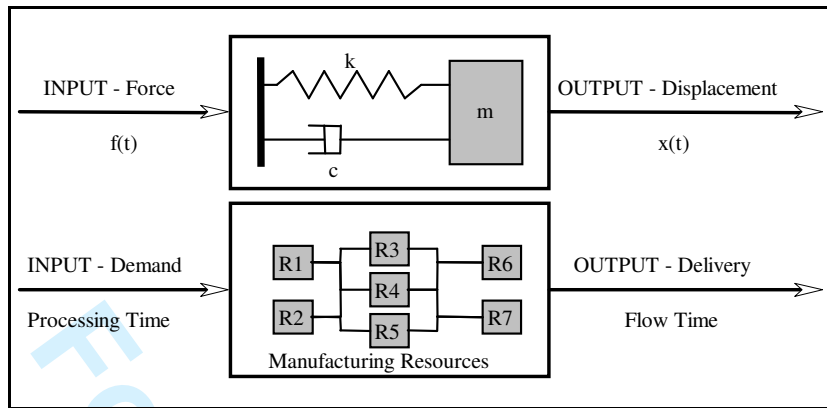 INPUT - Force
f(t)
k
c
m
OUTPUT - Displacement
x(t)
INPUT - Demand
Processing Time
R1
R2
R3
R4
R5
R6
R7
Manufacturing Resources
OUTPUT - Delivery
Flow Time